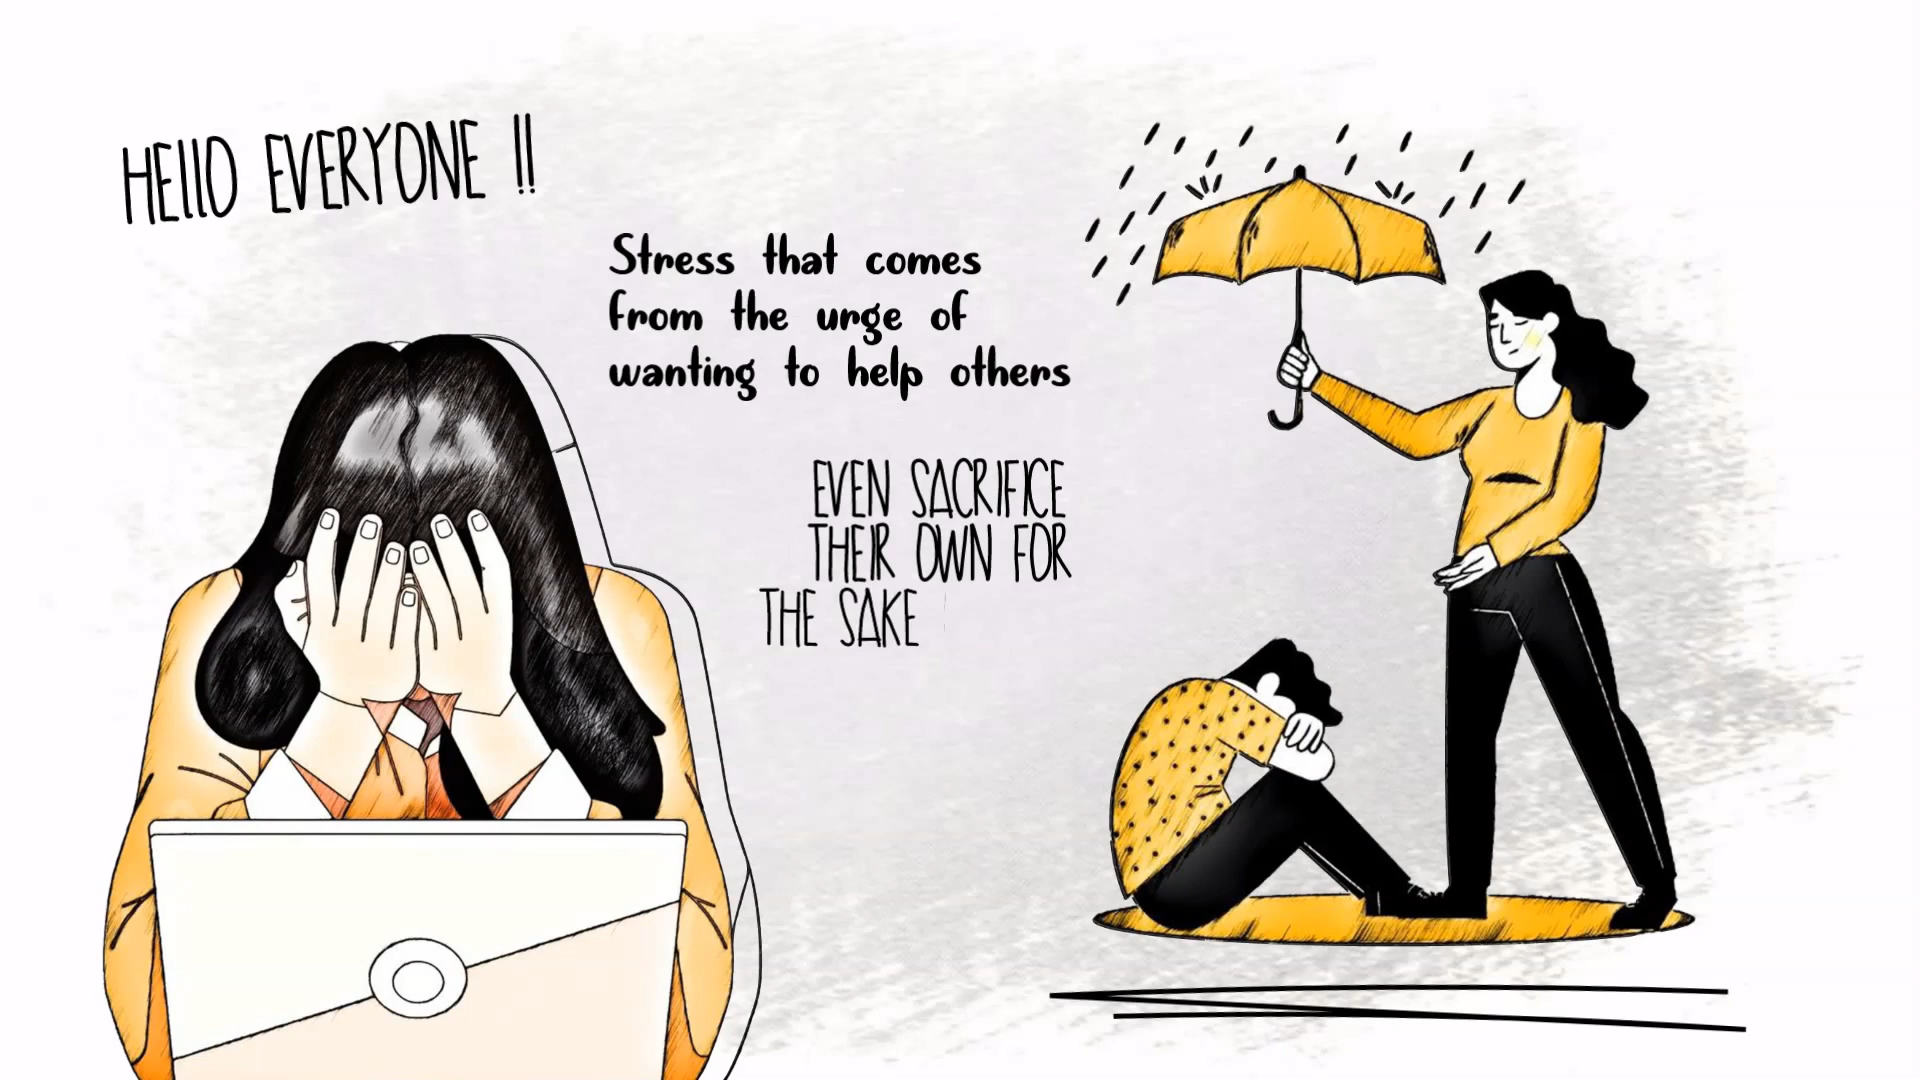 HEllO EVERYONE !!
Stress that comes
from the urge of
wanting to help others
EVEN SACRIFICE
THEIR OWN FOR
THE SAKE